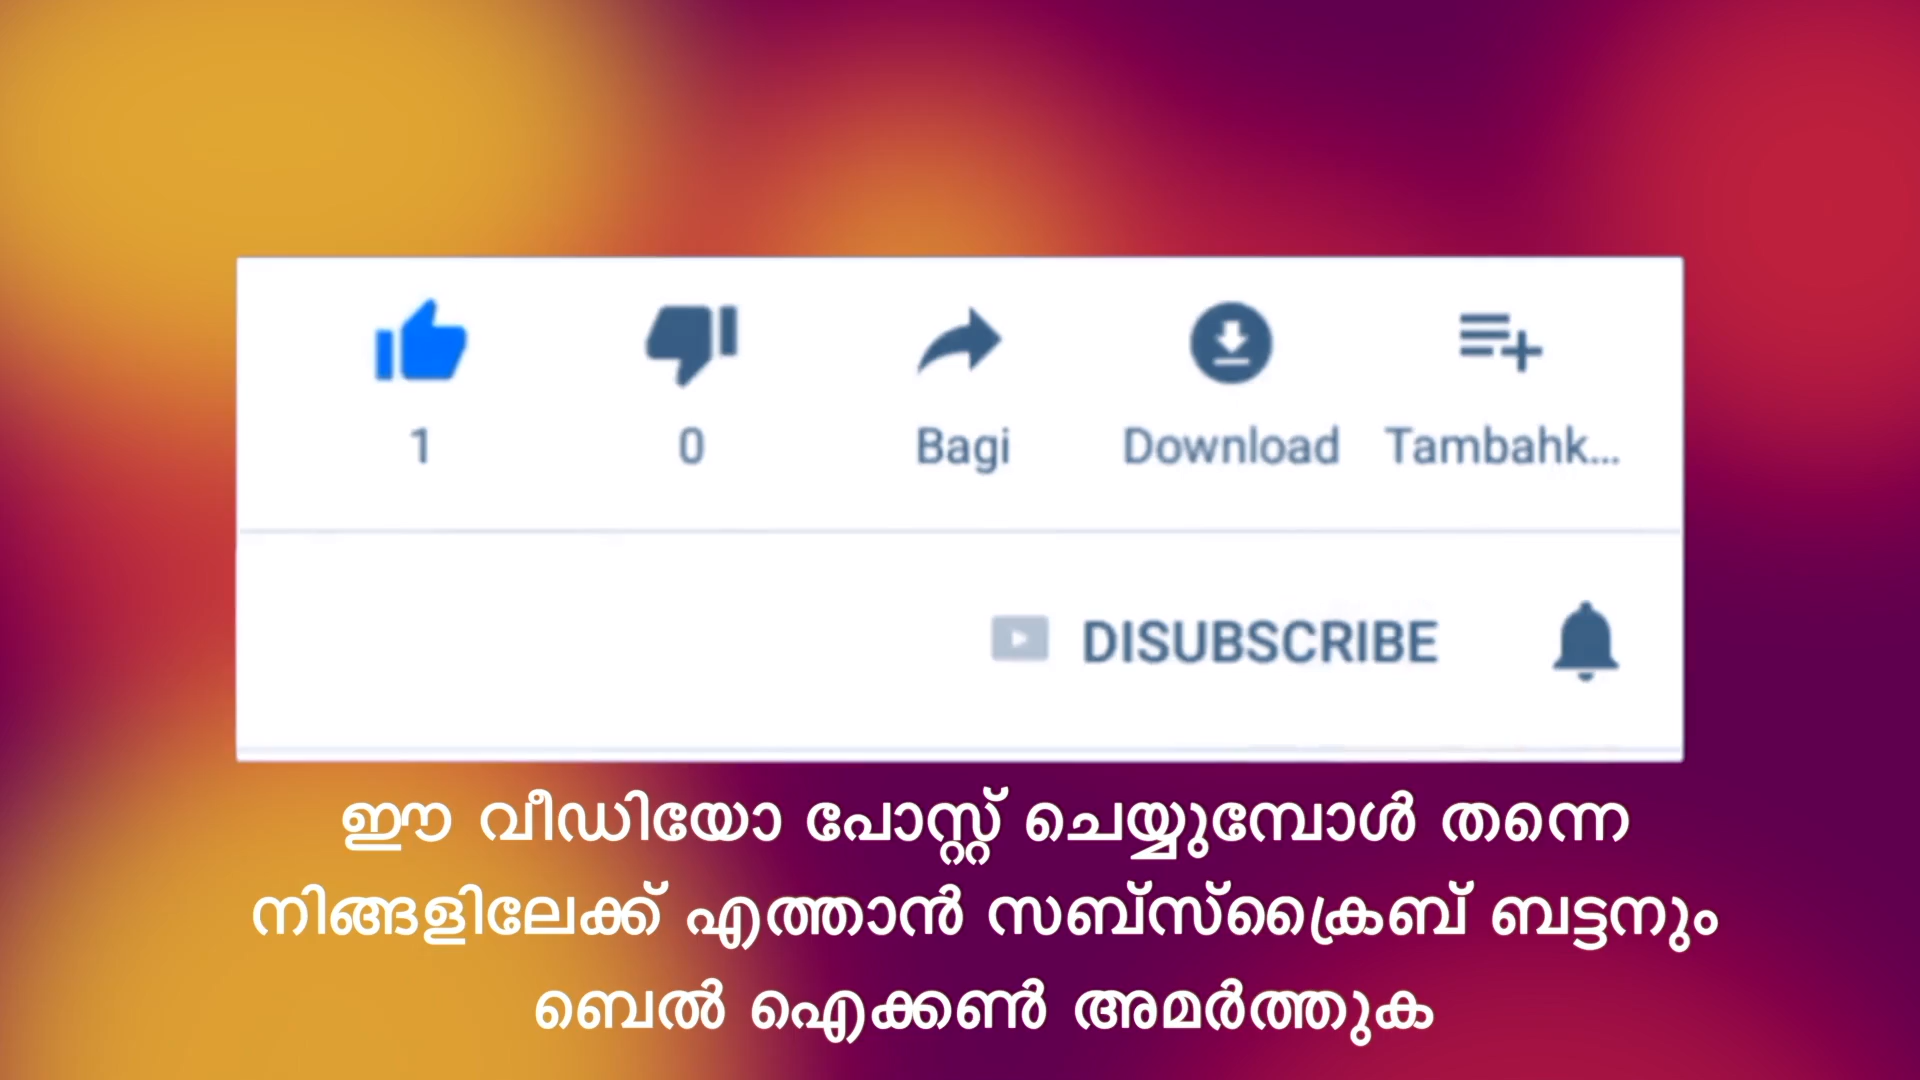 1 0 Bagi Download Tambahk...
DISUBSCRIBE
ഈ വീഡിയോ പോസ്റ്റ് ചെയ്യുമ്പോൾ തന്നെ
നിങ്ങളിലേക്ക് എത്താൻ സബ്സ്ക്രൈബ് ബട്ടനും
ബെൽ ഐക്കൺ അമർത്തുക